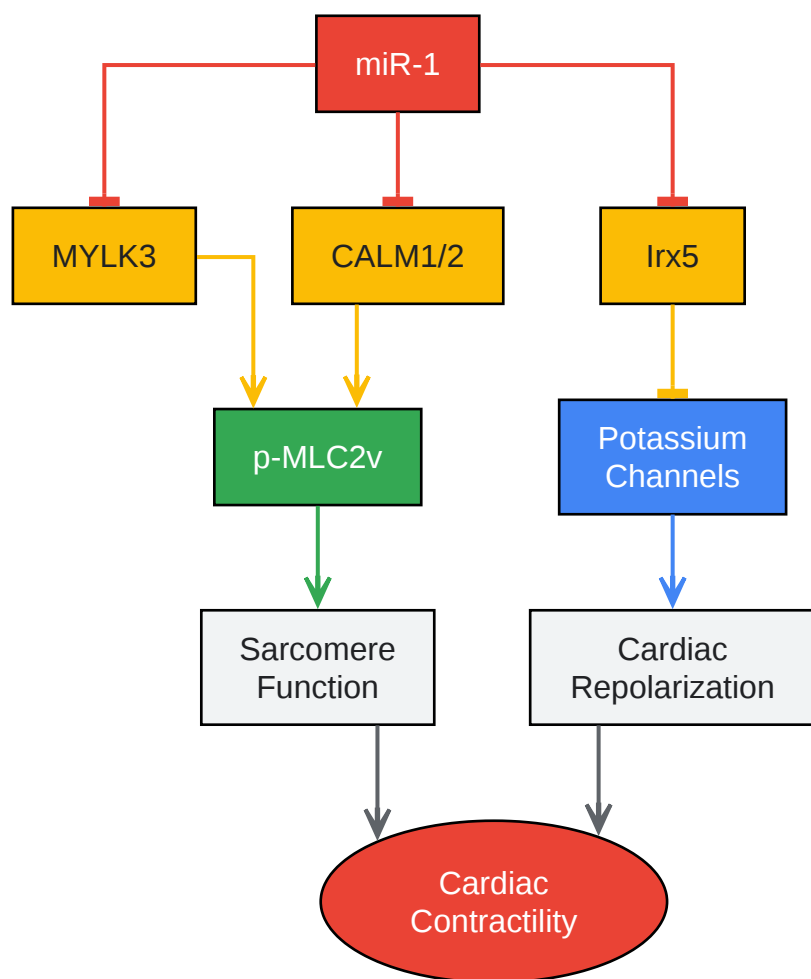 miR-1
MYLK3
CALM1/2
Irx5
p-MLC2v
Potassium
Channels
Sarcomere
Function
Cardiac
Repolarization
Cardiac
Contractility